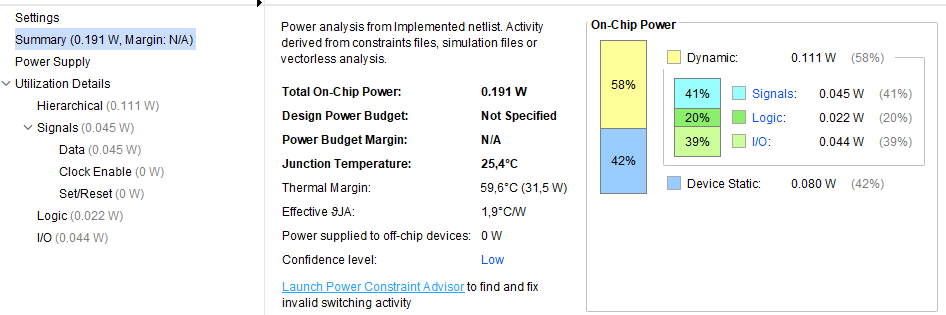 Settings
Summary (0.191 W, Margin: N/A)
Power Supply
Utilization Details
Hierarchical (0.111 W)
Signals (0.045 W)
Data (0.045 W)
Clock Enable (0 W)
Set/Reset (0 W)
Logic (0.022 W)
I/O (0.044 W)
Power analysis from Implemented netlist. Activity
derived from constraints files, simulation files or
vectorless analysis.
Total On-Chip Power: 0.191 W
Design Power Budget: Not Specified
Power Budget Margin: N/A
Junction Temperature: 25,4°C
Thermal Margin: 59,6°C (31,5 W)
Effective ϑJA: 1,9°C/W
Power supplied to off-chip devices: 0 W
Confidence level: Low
Launch Power Constraint Advisor to find and fix
invalid switching activity
On-Chip Power
58%
42%
Dynamic: 0.111 W (58%)
41% Signals: 0.045 W (41%)
20% Logic: 0.022 W (20%)
39% I/O: 0.044 W (39%)
Device Static: 0.080 W (42%)